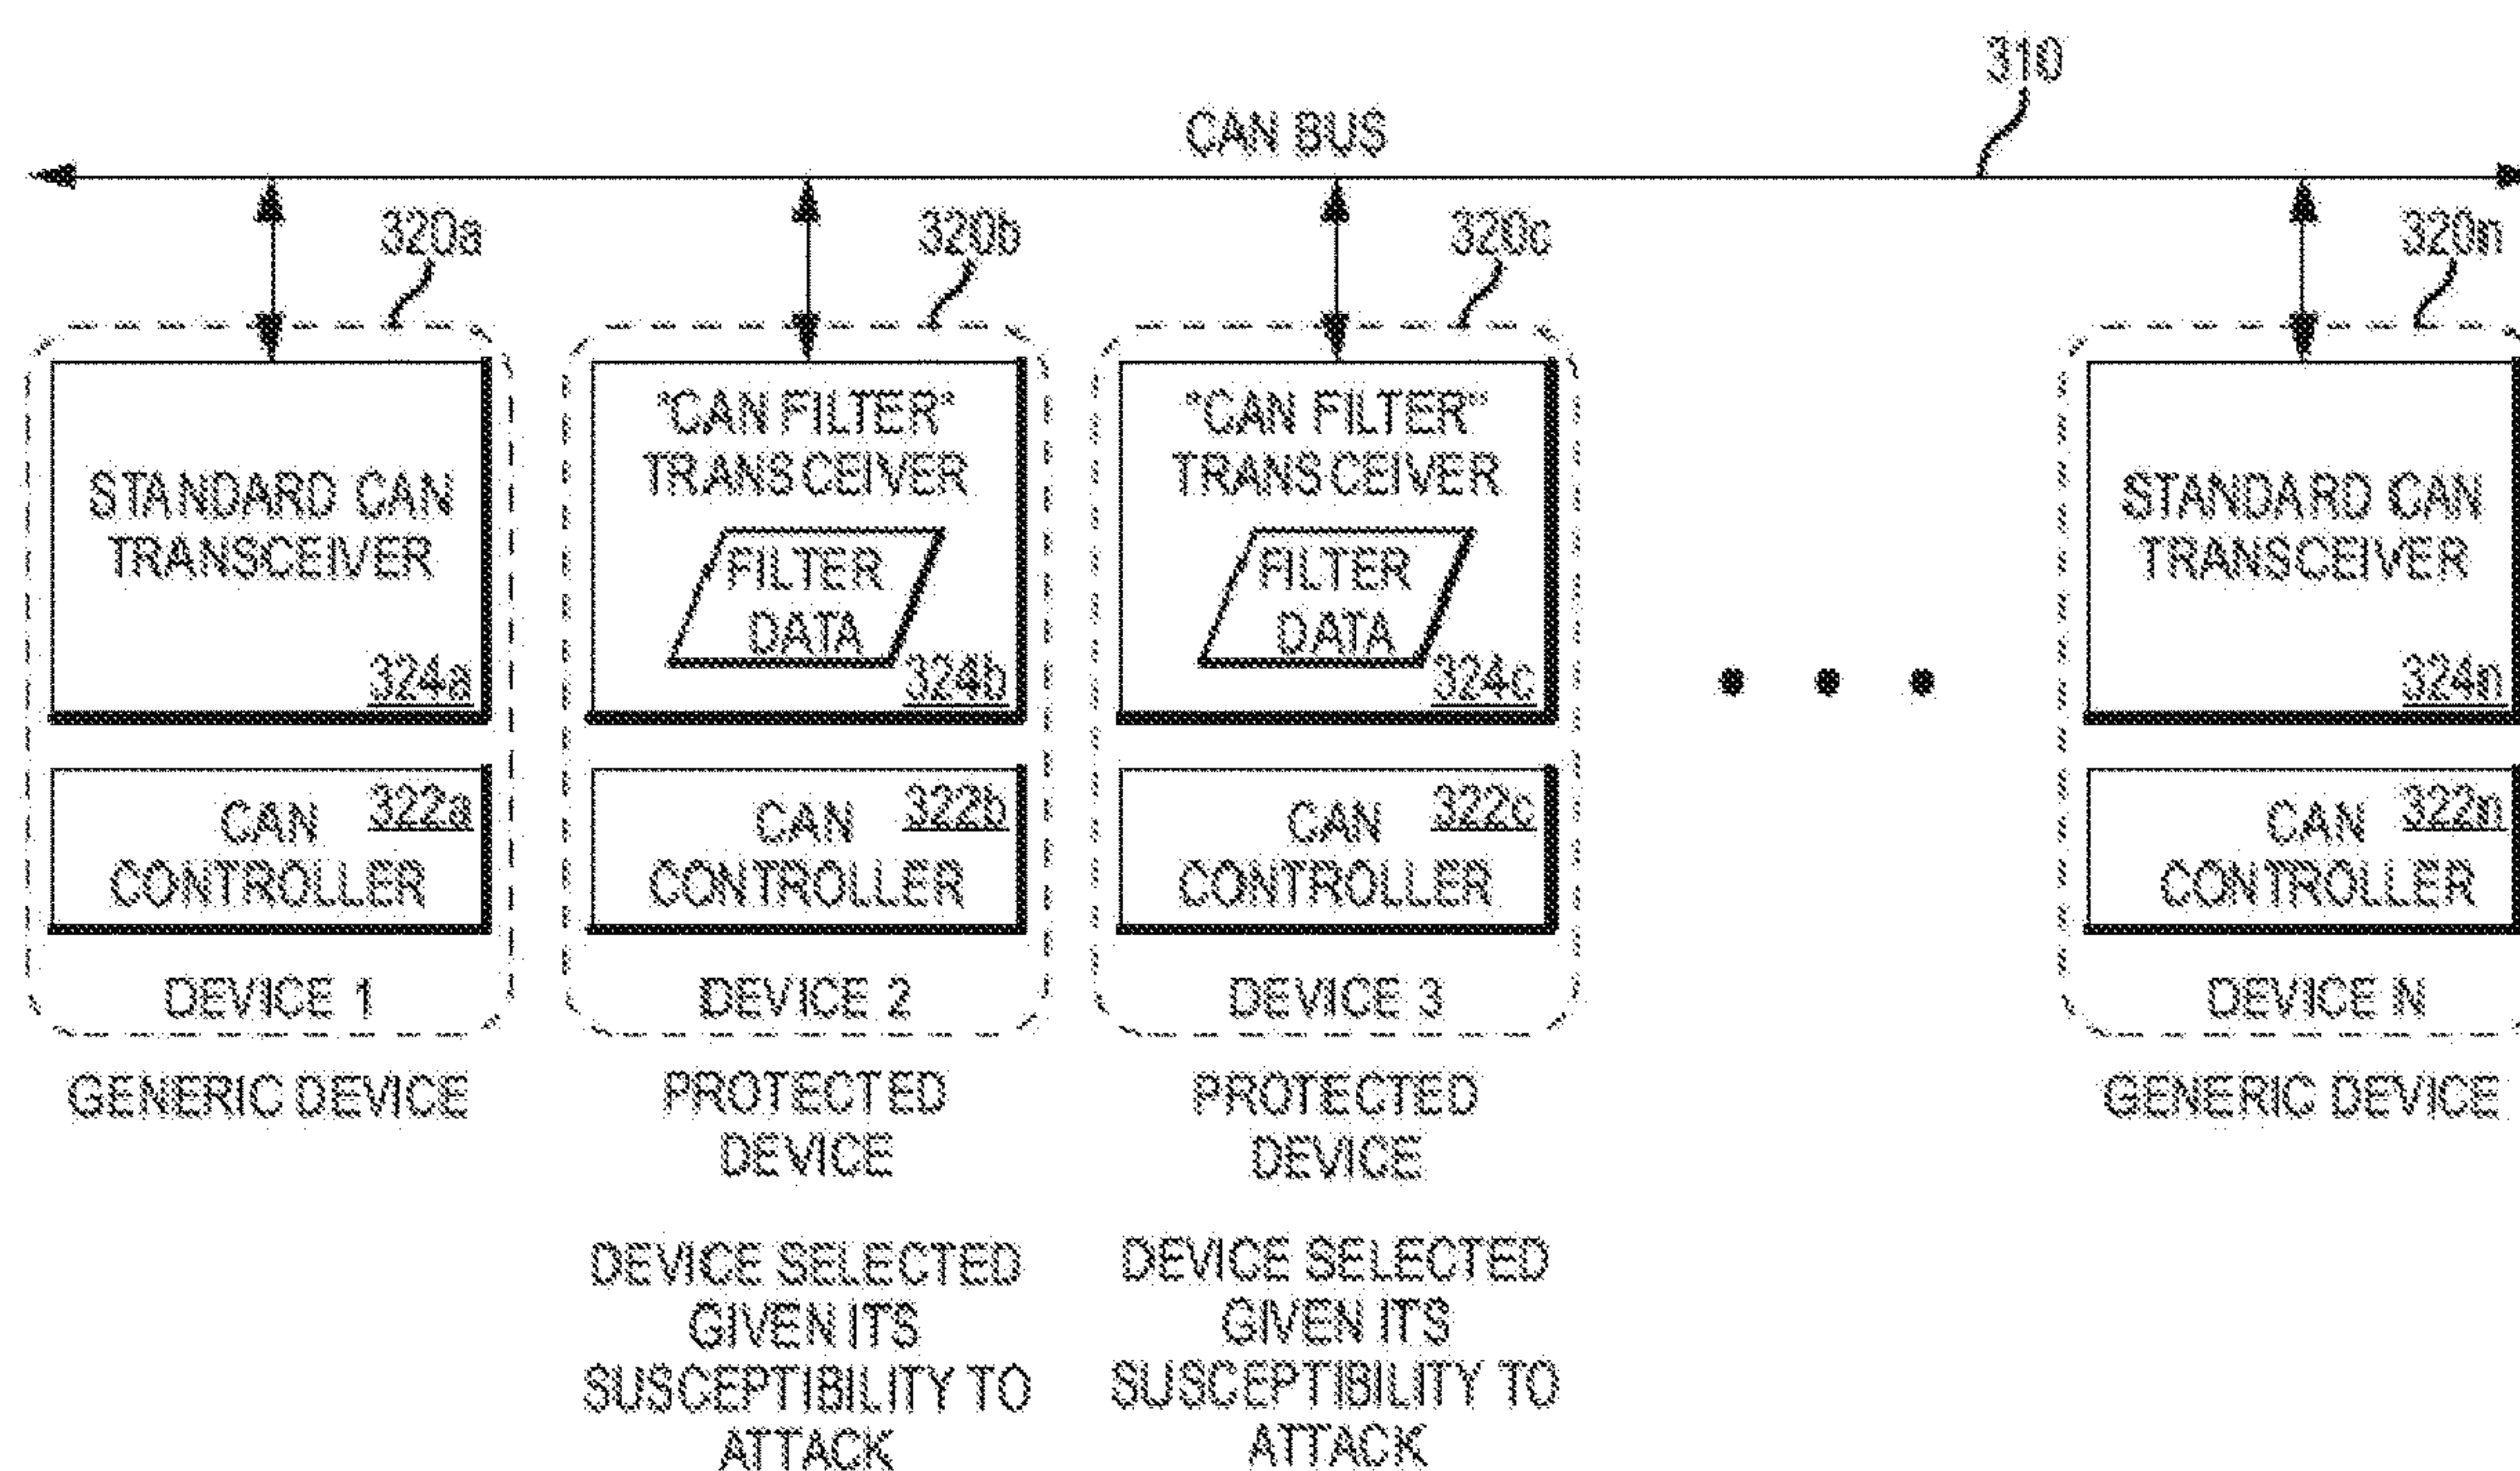 310
CAN BUS
320a
320b
320c
320n
STANDARD CAN
TRANSCEIVER
324a
"CAN FILTER"
TRANSCEIVER
FILTER
DATA
324b
"CAN FILTER"
TRANSCEIVER
FILTER
DATA
324c
STANDARD CAN
TRANSCEIVER
324n
322a
CAN
CONTROLLER
322b
CAN
CONTROLLER
322c
CAN
CONTROLLER
322n
CAN
CONTROLLER
DEVICE 1
DEVICE 2
DEVICE 3
DEVICE N
GENERIC DEVICE
PROTECTED
DEVICE
PROTECTED
DEVICE
GENERIC DEVICE
DEVICE SELECTED
GIVEN ITS
SUSCEPTIBILITY TO
ATTACK
DEVICE SELECTED
GIVEN ITS
SUSCEPTIBILITY TO
ATTACK